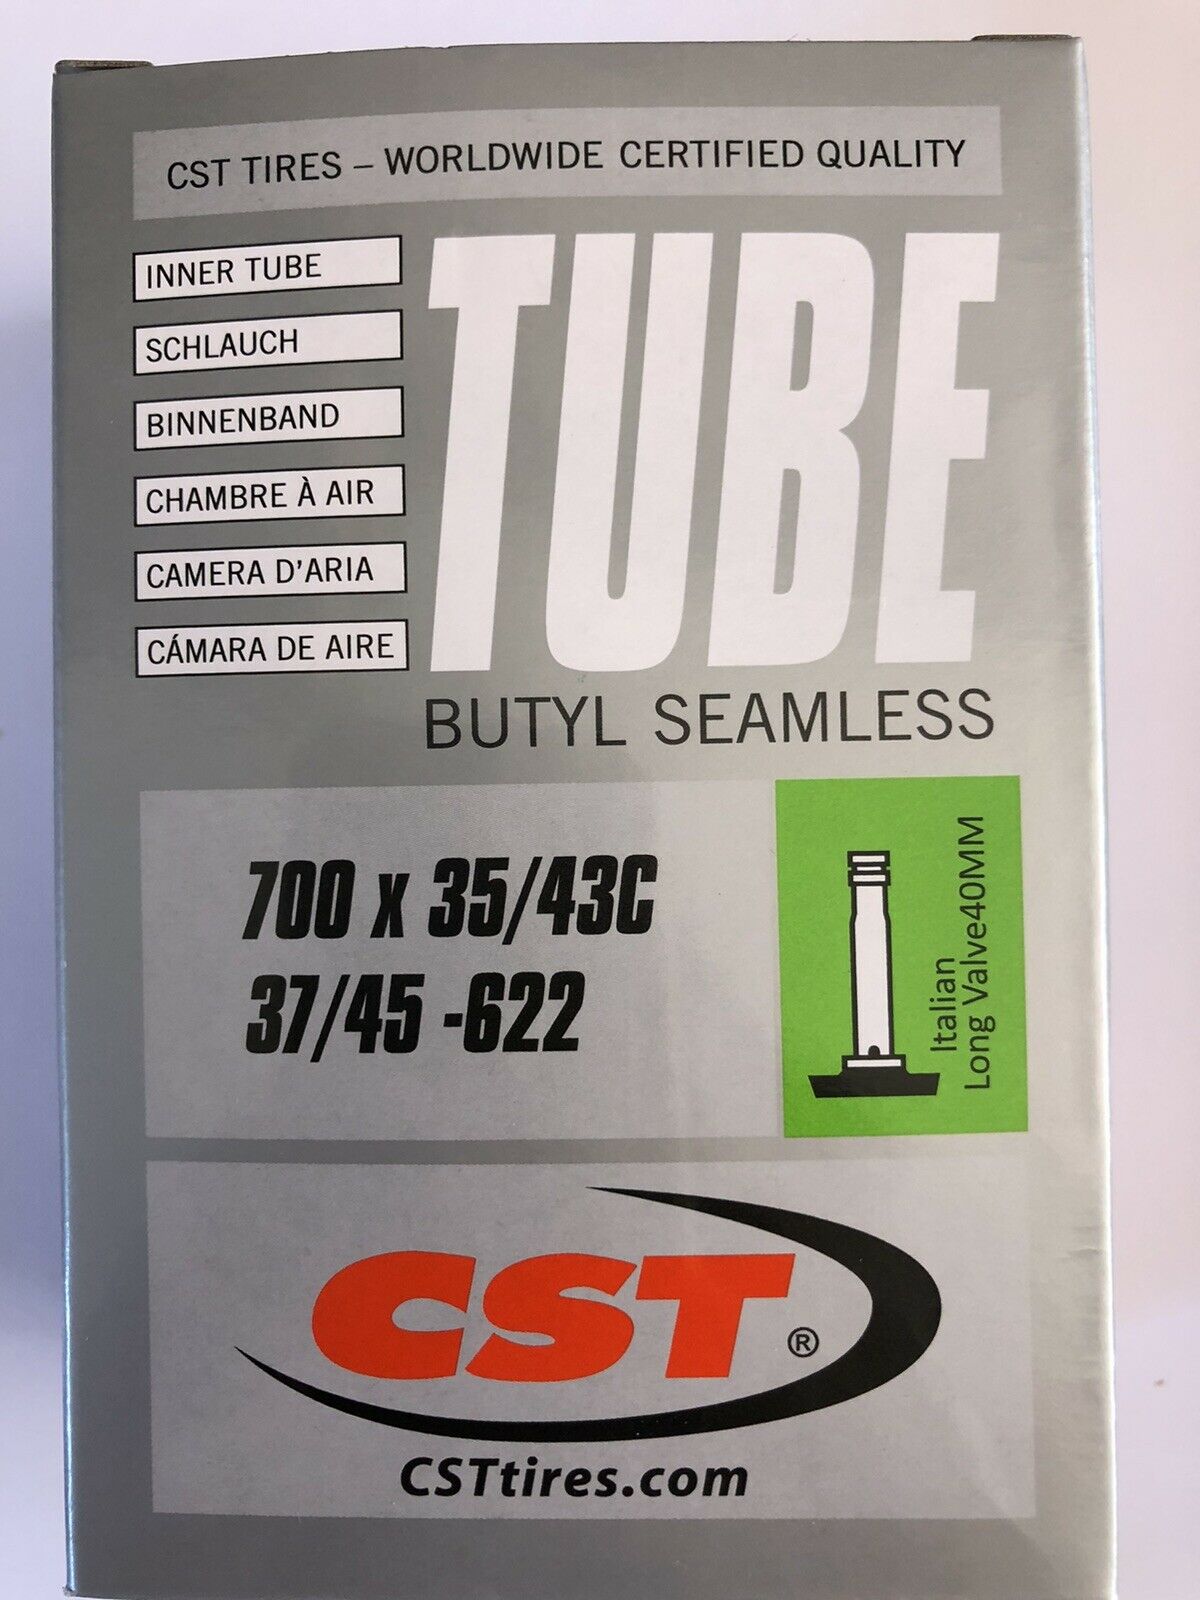 CST TIRES – WORLDWIDE CERTIFIED QUALITY
INNER TUBE
SCHLAUCH
BINNENBAND
CHAMBRE À AIR
CAMERA D'ARIA
CÁMARA DE AIRE
TUBE
BUTYL SEAMLESS
700 x 35/43C
37/45 -622
Italian
Long Valve40MM
CST®
CSTtires.com